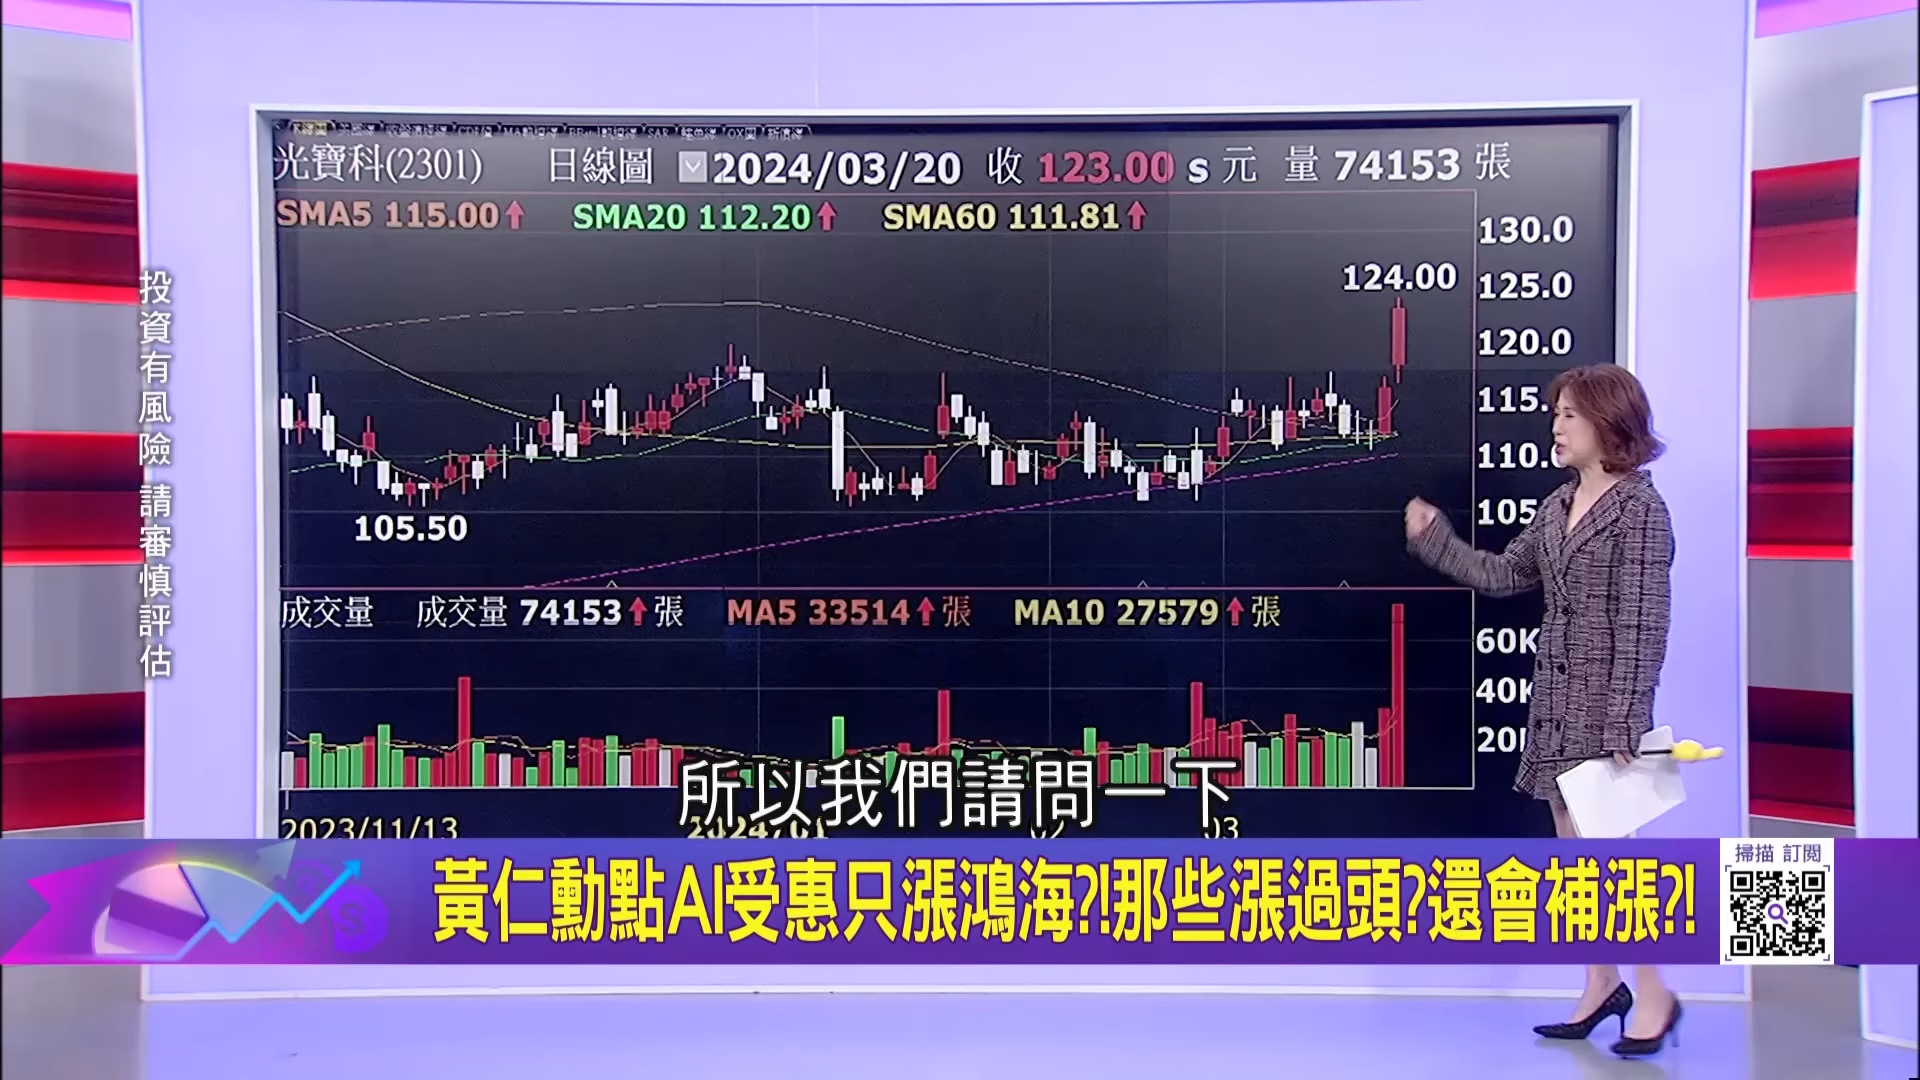 光寶科(2301) 日線圖 2024/03/20 收 123.00 s 元 量 74153 張
SMA5 115.00↑ SMA20 112.20↑ SMA60 111.81↑
130.0
124.00
125.0
120.0
115.
110.
105.50
105
成交量 成交量 74153↑張 MA5 33514↑張 MA10 27579↑張
60K
40K
20
2023/11/13
03
投資有風險 請審慎評估
所以我們請問一下
黃仁勳點AI受惠只漲鴻海?!那些漲過頭?還會補漲?!
掃描 訂閱